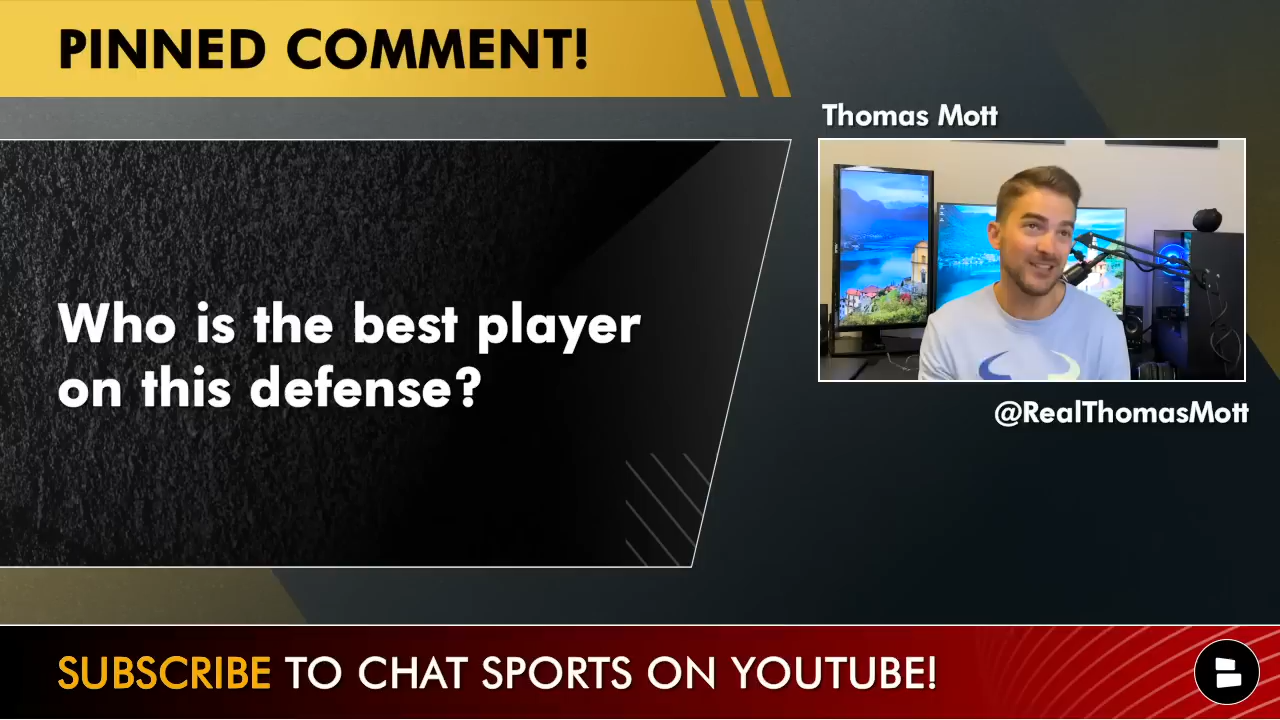 PINNED COMMENT!
Thomas Mott
Who is the best player
on this defense?
@RealThomasMott
SUBSCRIBE TO CHAT SPORTS ON YOUTUBE!